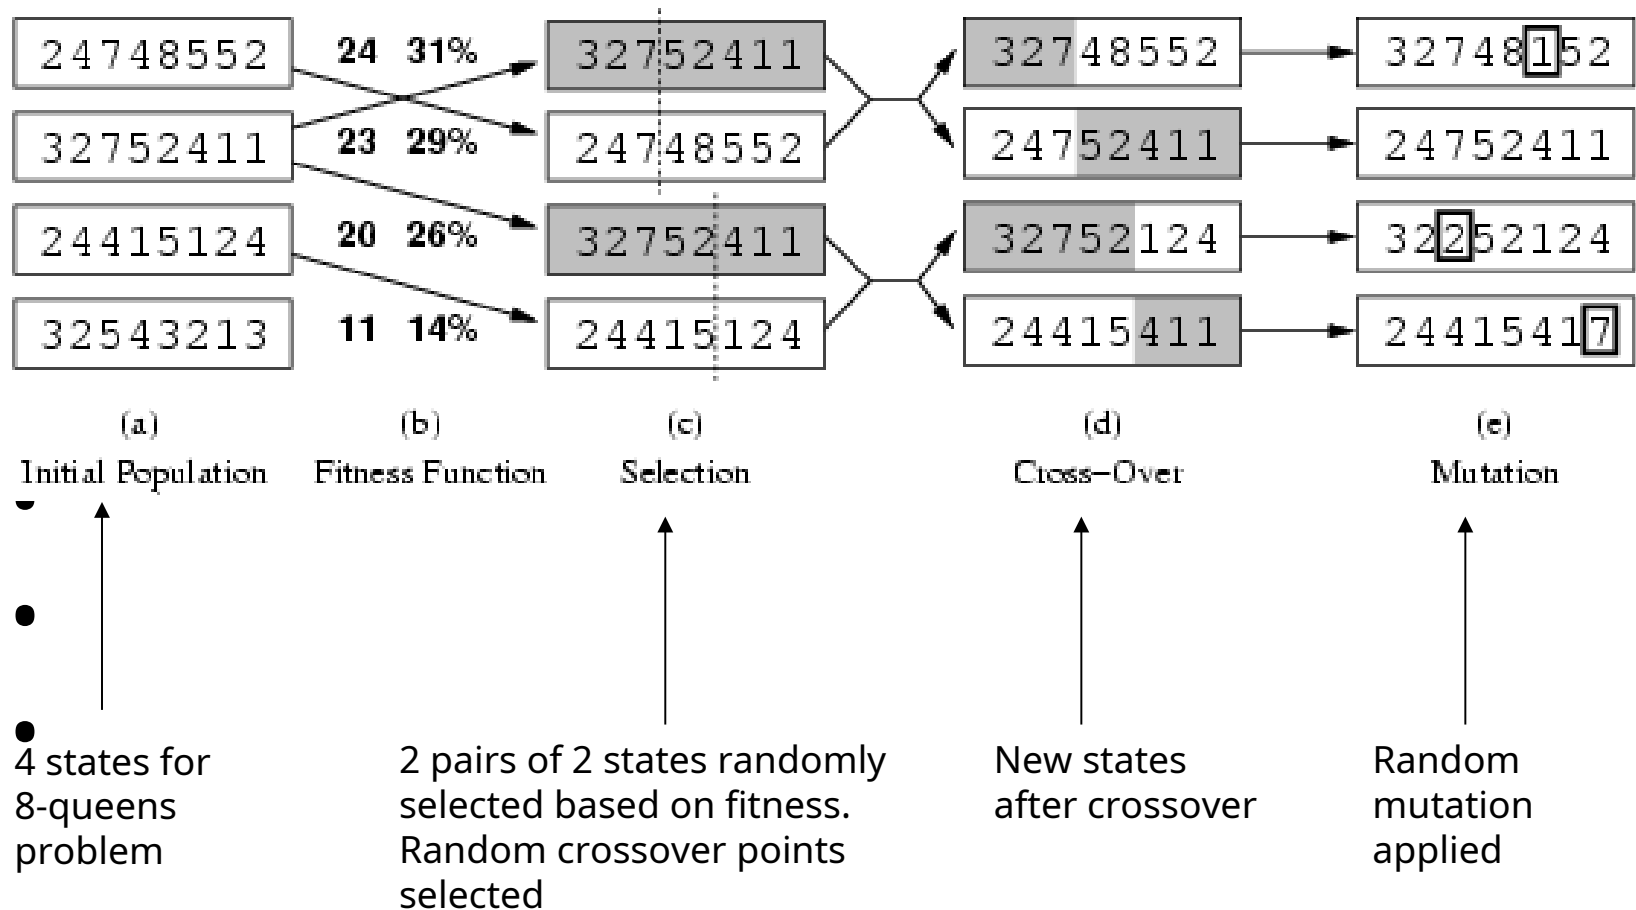 24748552
32752411
24415124
32543213
24 31%
23 29%
20 26%
11 14%
32752411
24748552
32752411
24415124
32748552
24752411
32752124
24415411
32748152
24752411
32252124
24415417
(a)
Initial Population
(b)
Fitness Function
(c)
Selection
(d)
Cross-Over
(e)
Mutation
4 states for
8-queens
problem
2 pairs of 2 states randomly
selected based on fitness.
Random crossover points
selected
New states
after crossover
Random
mutation
applied